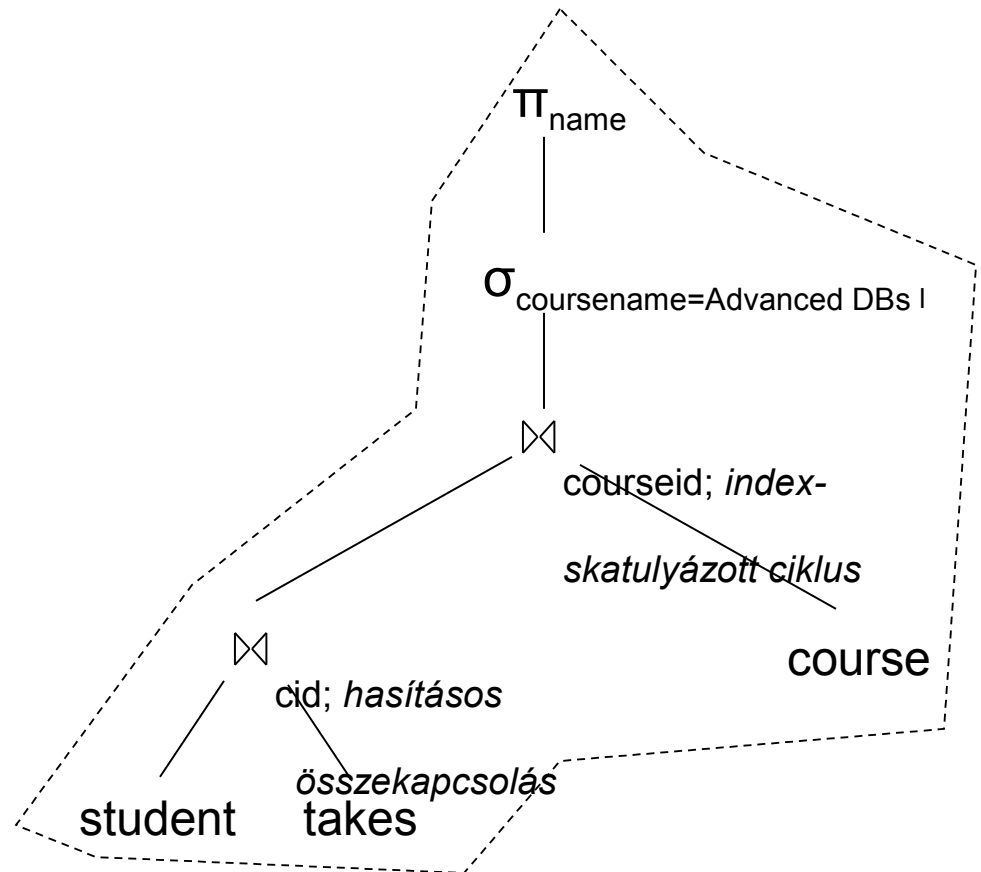 π name
σ coursename=Advanced DBs I
⋈
courseid; index-
skatulyázott ciklus
course
⋈
cid; hasításos
összekapcsolás
student takes